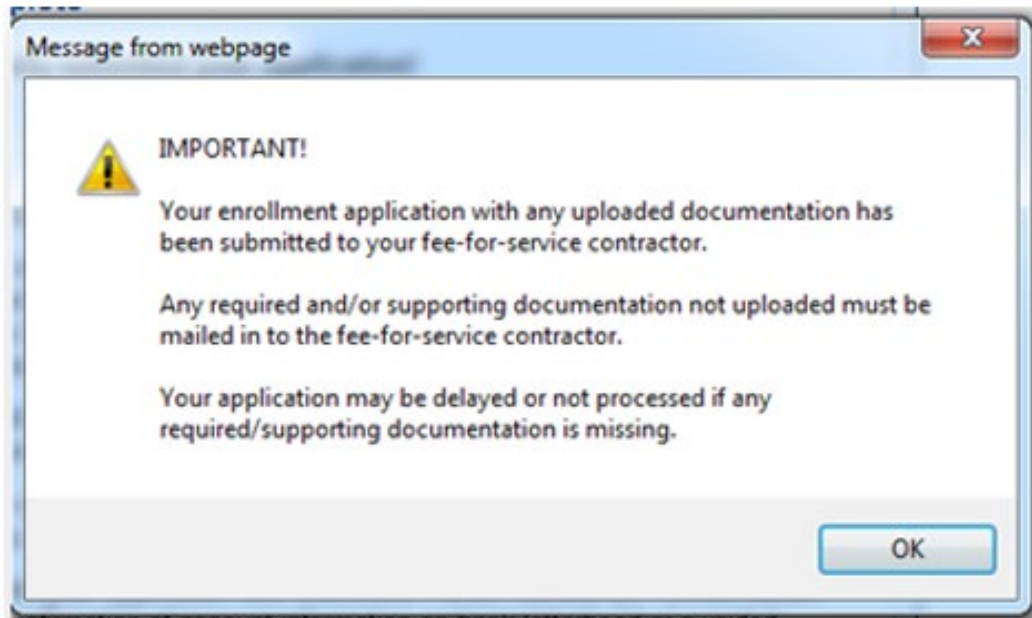 Message from webpage
IMPORTANT!
Your enrollment application with any uploaded documentation has
been submitted to your fee-for-service contractor.
Any required and/or supporting documentation not uploaded must be
mailed in to the fee-for-service contractor.
Your application may be delayed or not processed if any
required/supporting documentation is missing.
OK